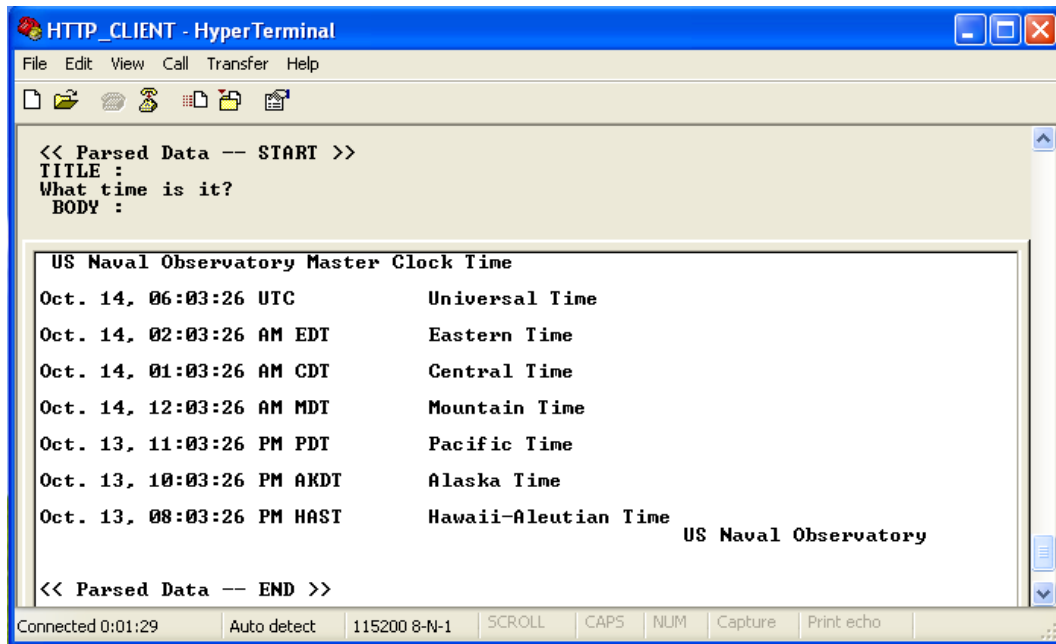 HTTP_CLIENT - HyperTerminal
File Edit View Call Transfer Help
<< Parsed Data -- START >>
TITLE :
What time is it?
BODY :
US Naval Observatory Master Clock Time
Oct. 14, 06:03:26 UTC Universal Time
Oct. 14, 02:03:26 AM EDT Eastern Time
Oct. 14, 01:03:26 AM CDT Central Time
Oct. 14, 12:03:26 AM MDT Mountain Time
Oct. 13, 11:03:26 PM PDT Pacific Time
Oct. 13, 10:03:26 PM AKDT Alaska Time
Oct. 13, 08:03:26 PM HAST Hawaii-Aleutian Time
US Naval Observatory
<< Parsed Data -- END >>
Connected 0:01:29 Auto detect 115200 8-N-1 SCROLL CAPS NUM Capture Print echo